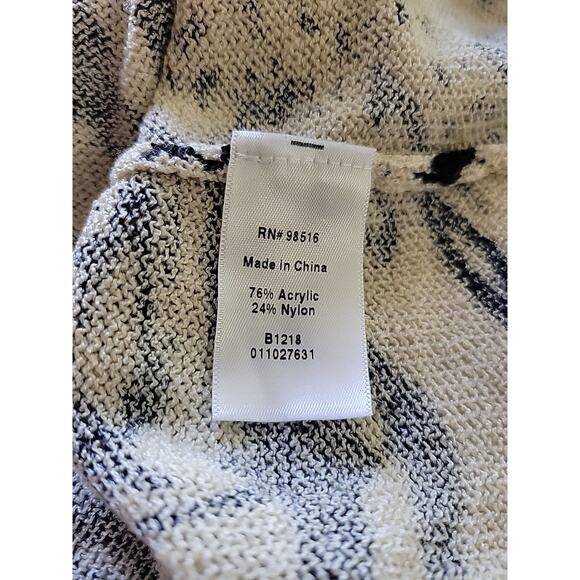 RN# 98516
Made in China
76% Acrylic
24% Nylon
B1218
011027631